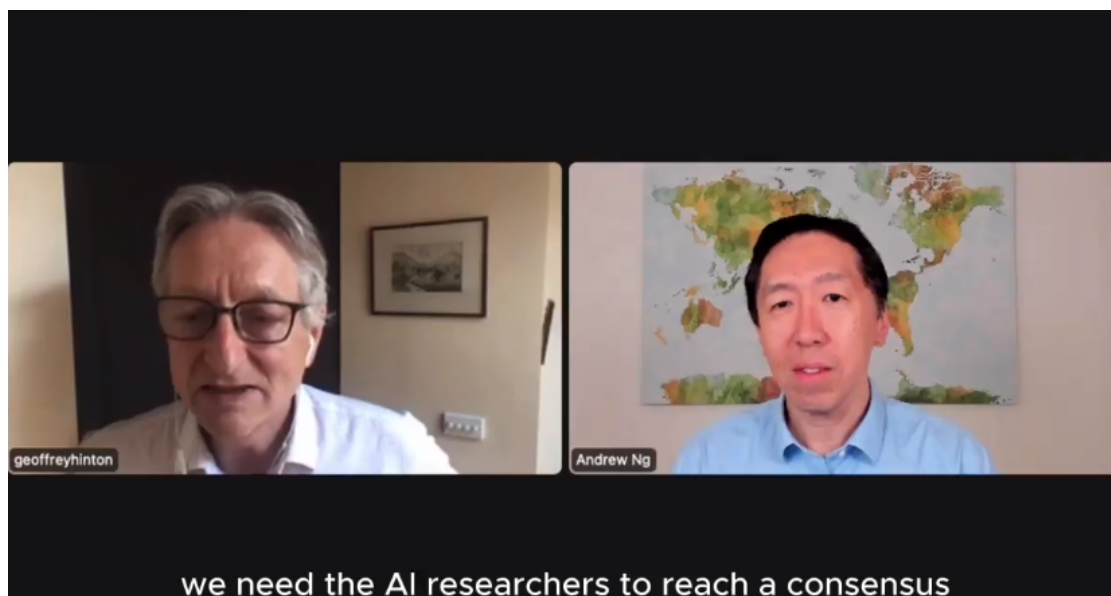 geoffreyhinton
Andrew Ng
we need the AI researchers to reach a consensus